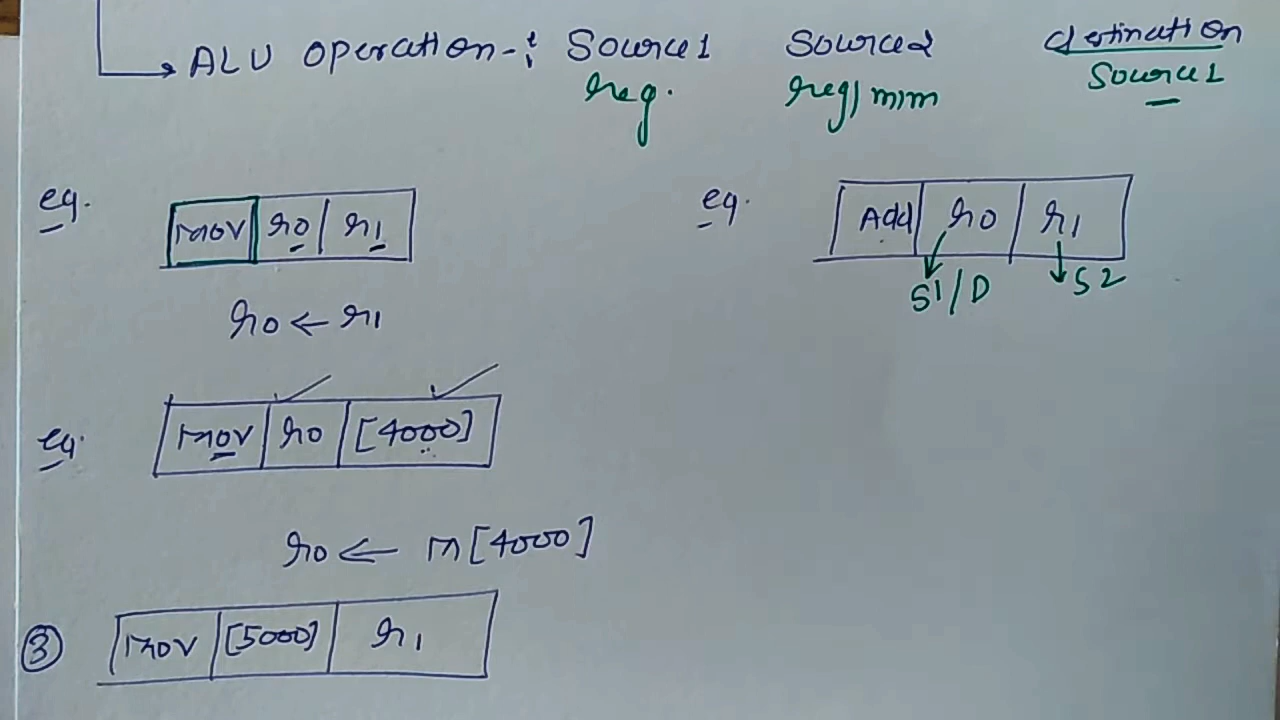 ALU operation-: Source1 Source2 destination
reg. reg/m/m Source1
eg. mov r0 r1
r0 ← r1
eg. mov r0 [4000]
r0 ← m[4000]
③ mov [5000] r1
eg. Add r0 r1
S1/D S2